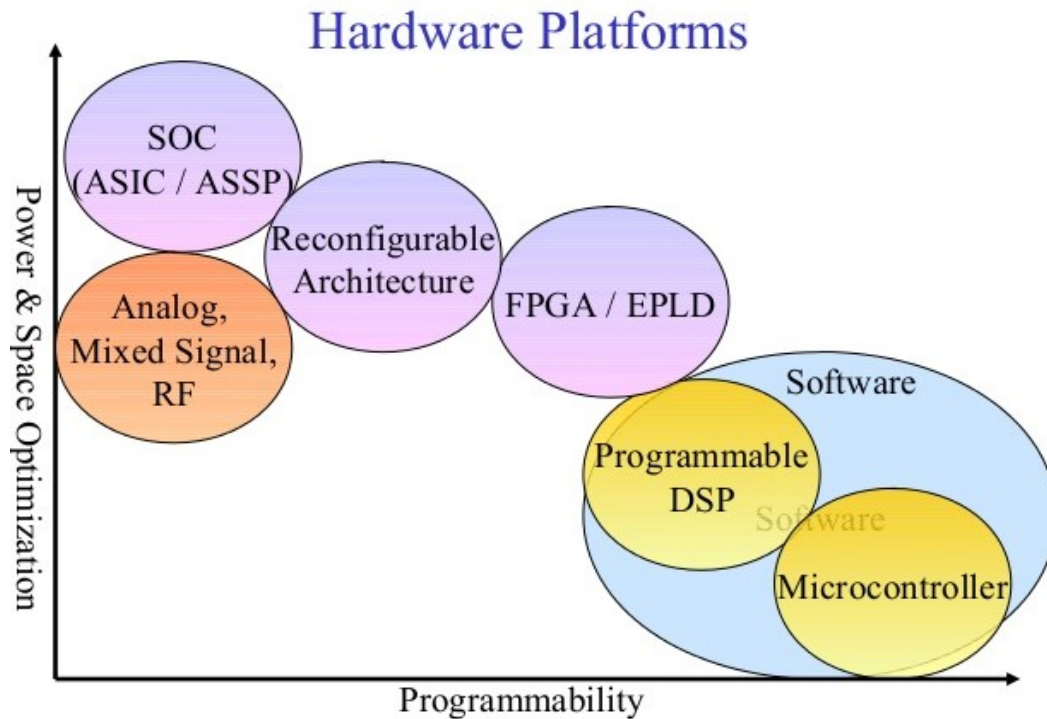 Hardware Platforms
Power & Space Optimization
SOC
(ASIC / ASSP)
Reconfigurable
Architecture
Analog,
Mixed Signal,
RF
FPGA / EPLD
Software
Programmable
DSP
Software
Microcontroller
Programmability